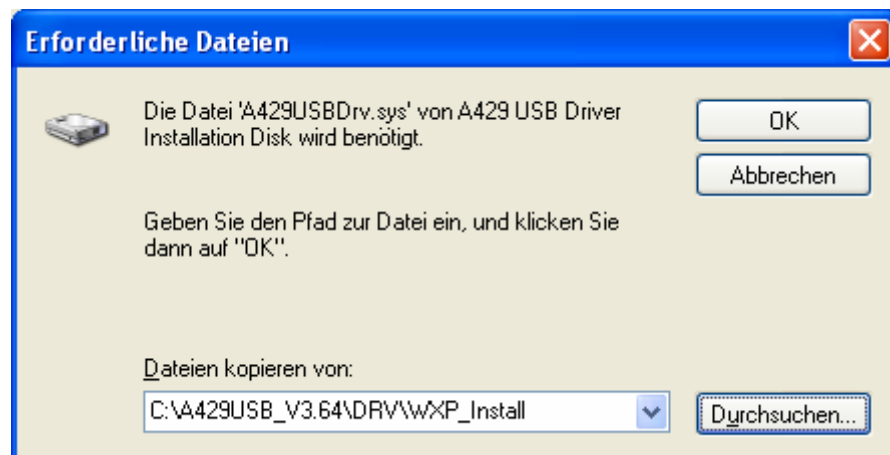 Erforderliche Dateien
Die Datei 'A429USBDrv.sys' von A429 USB Driver
Installation Disk wird benötigt.
OK
Abbrechen
Geben Sie den Pfad zur Datei ein, und klicken Sie
dann auf "OK".
Dateien kopieren von:
C:\A429USB_V3.64\DRV\WXP_Install
Durchsuchen...